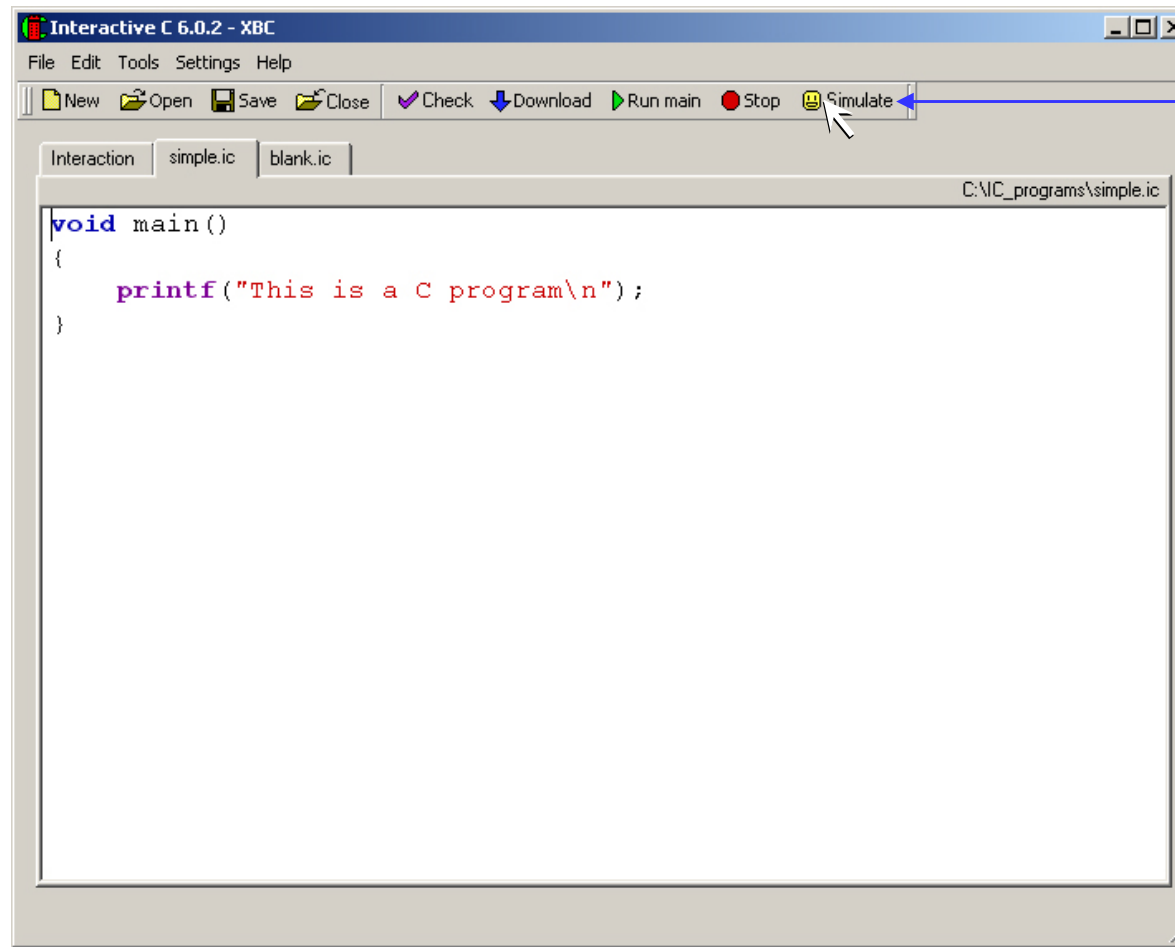 Interactive C 6.0.2 - XBC
File Edit Tools Settings Help
New Open Save Close Check Download Run main Stop Simulate
Interaction simple.ic blank.ic
C:\IC_programs\simple.ic
void main()
{
printf("This is a C program\n");
}